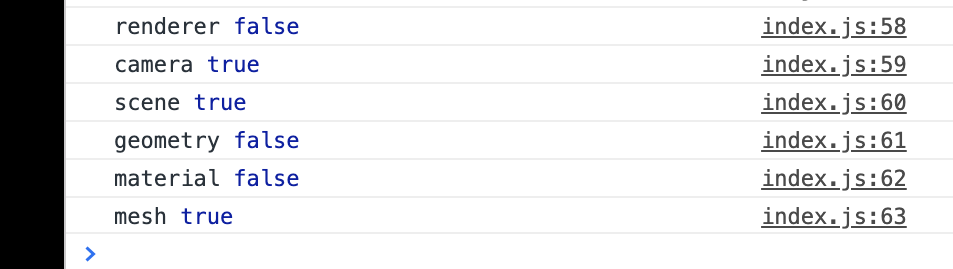 renderer false index.js:58
camera true index.js:59
scene true index.js:60
geometry false index.js:61
material false index.js:62
mesh true index.js:63